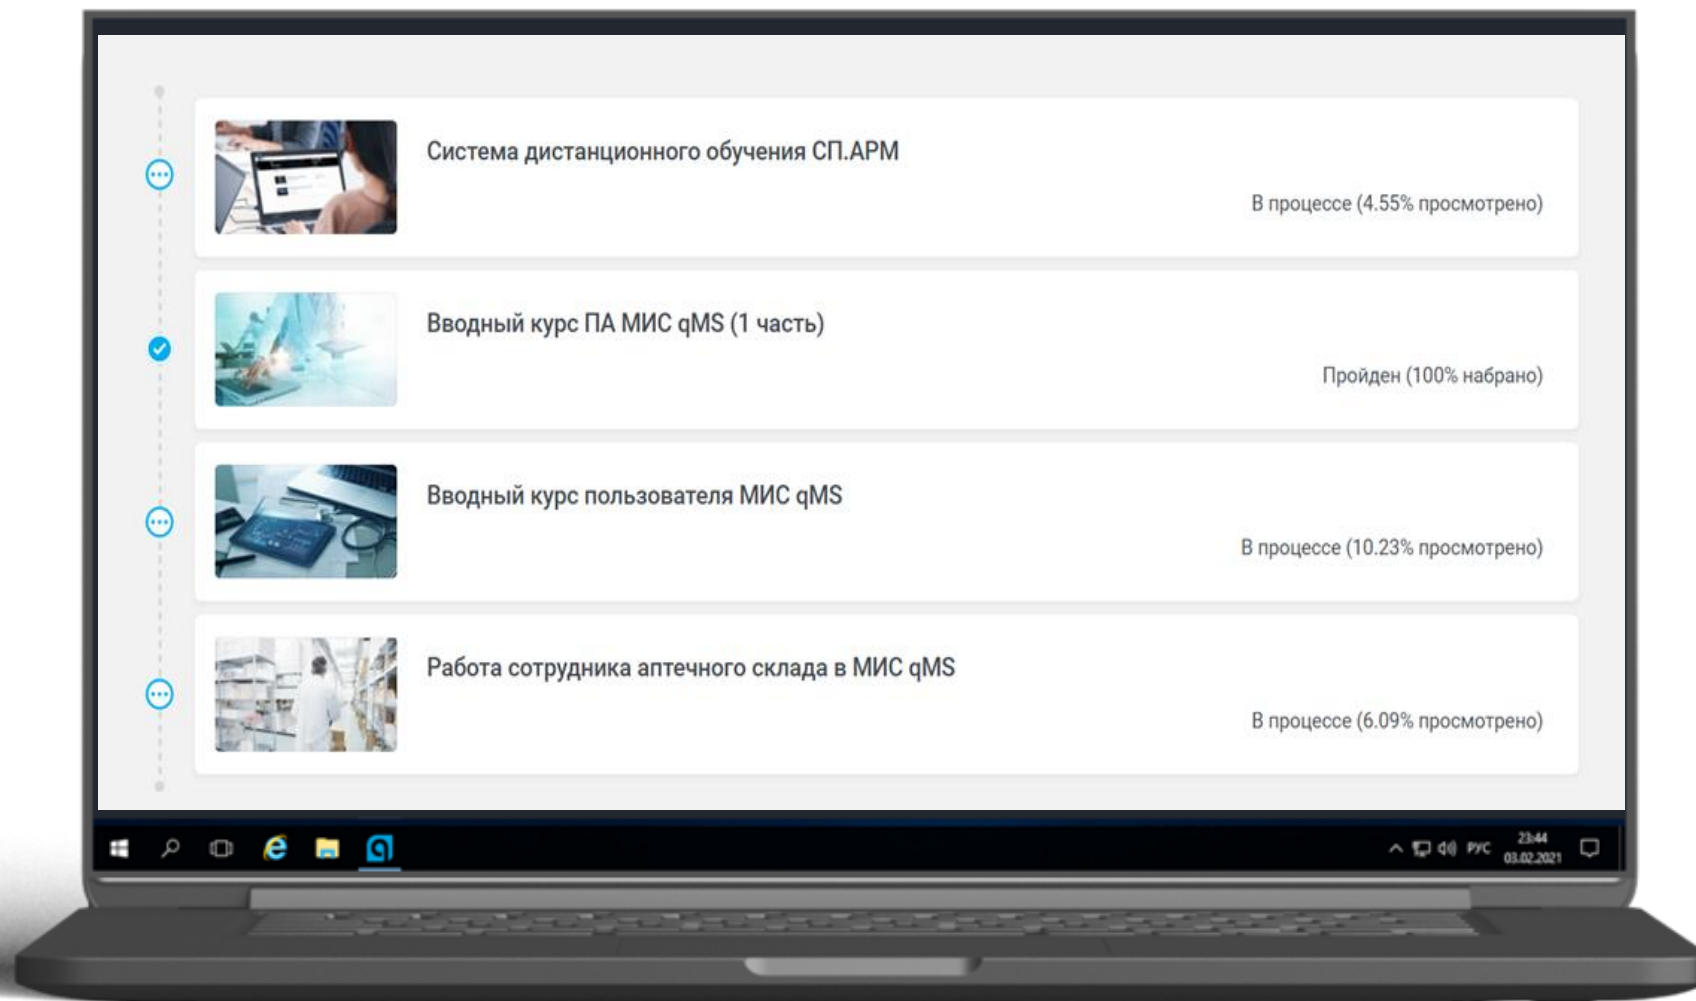 Система дистанционного обучения СП.АРМ
В процессе (4.55% просмотрено)
Вводный курс ПА МИС qMS (1 часть)
Пройден (100% набрано)
Вводный курс пользователя МИС qMS
В процессе (10.23% просмотрено)
Работа сотрудника аптечного склада в МИС qMS
В процессе (6.09% просмотрено)
РУС
23:44
03.02.2021